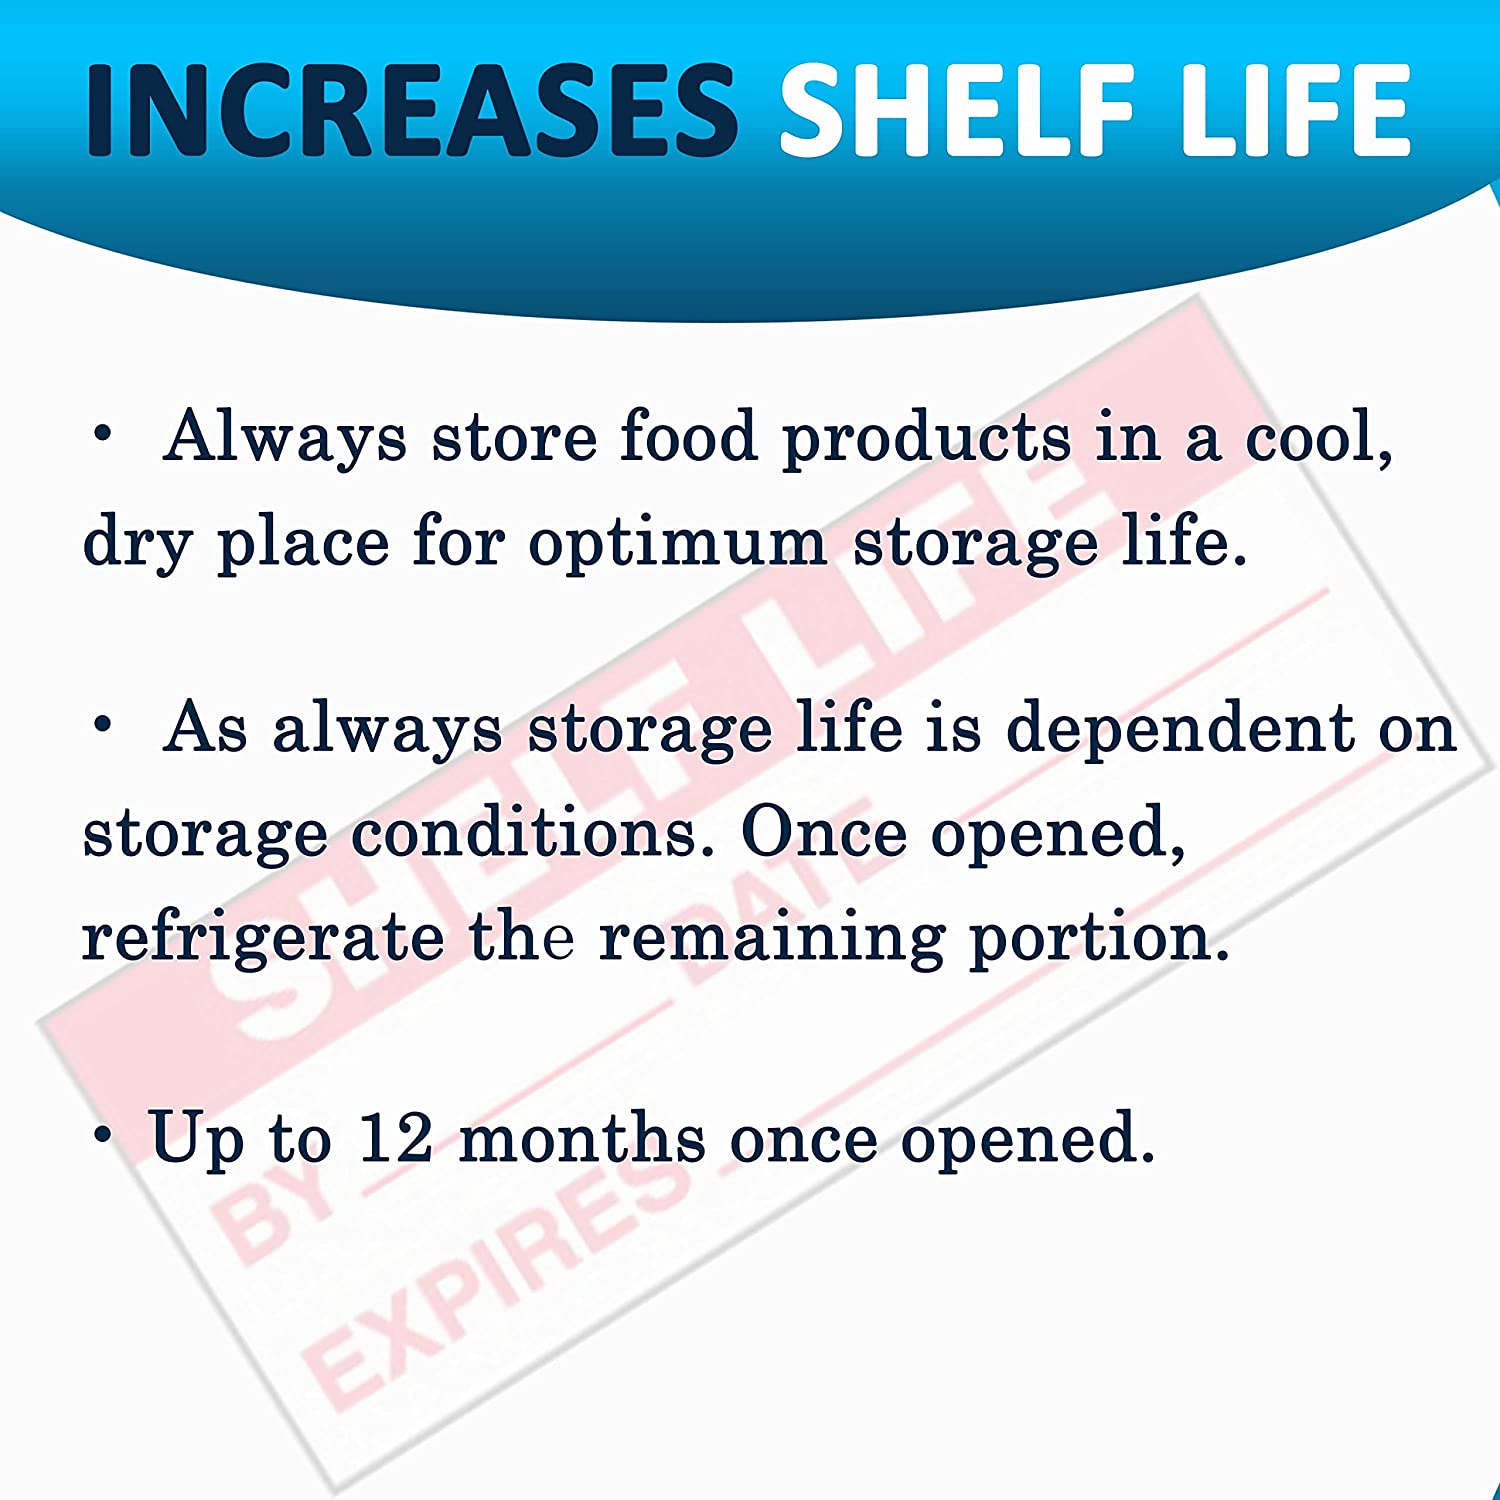 INCREASES SHELF LIFE
• Always store food products in a cool,
dry place for optimum storage life.
• As always storage life is dependent on
storage conditions. Once opened,
refrigerate the remaining portion.
• Up to 12 months once opened.
SHELF LIFE
BY DATE
EXPIRES